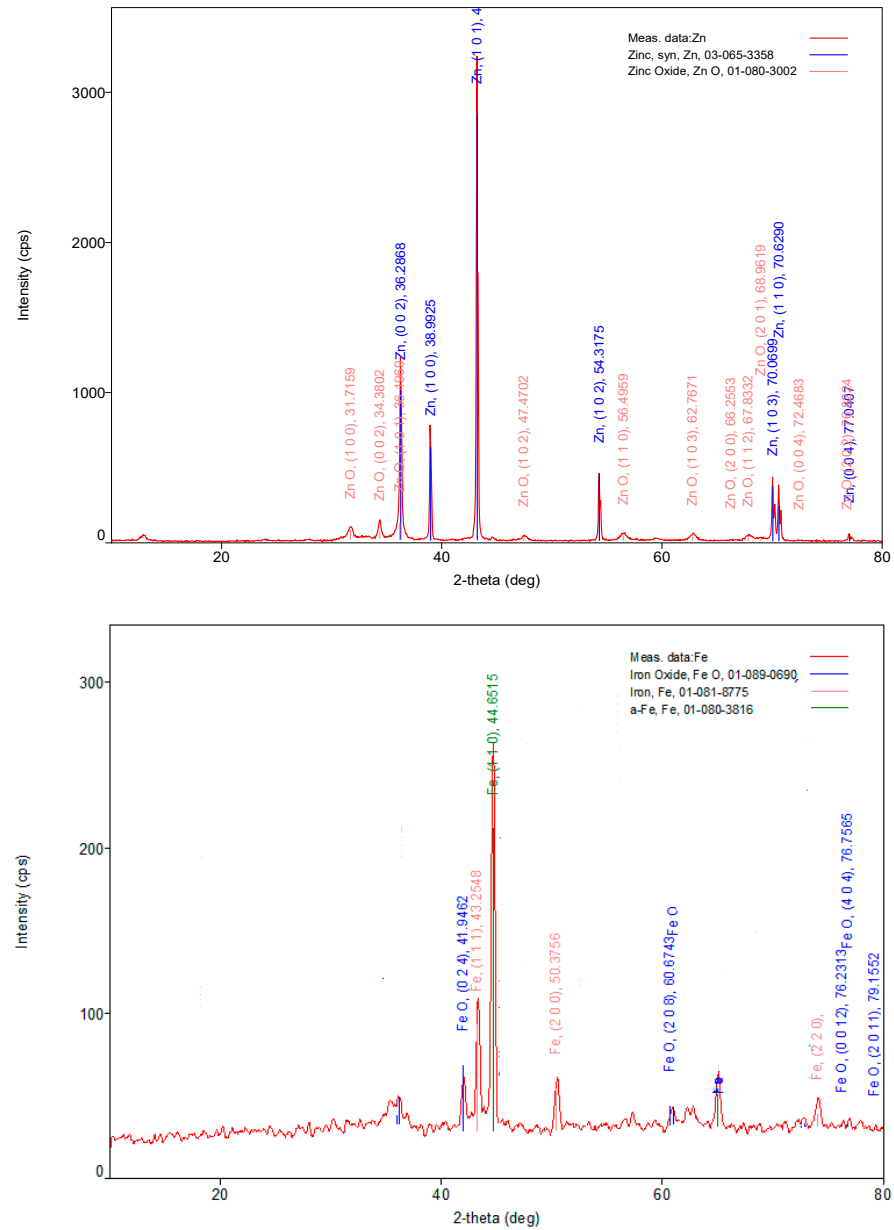 Meas. data:Zn
Zinc, syn, Zn, 03-065-3358
Zinc Oxide, Zn O, 01-080-3002
Intensity (cps)
3000
2000
1000
0
Zn O, (1 0 0), 31.7159
Zn O, (0 0 2), 34.3802
Zn, (0 0 2), 36.2868
Zn, (1 0 0), 38.9925
Zn, (1 0 1), 4
Zn O, (1 0 2), 47.4702
Zn, (1 0 2), 54.3175
Zn O, (1 1 0), 56.4959
Zn O, (1 0 3), 62.7671
Zn O, (2 0 0), 66.2553
Zn O, (1 1 2), 67.8332
Zn O, (2 0 1), 68.9619
Zn, (1 0 3), 70.0699
Zn, (1 1 0), 70.6290
Zn O, (0 0 4), 72.4683
Zn, (0 0 4), 77.0407
20
40
60
80
2-theta (deg)
Meas. data:Fe
Iron Oxide, Fe O, 01-089-0690
Iron, Fe, 01-081-8775
a-Fe, Fe, 01-080-3816
Intensity (cps)
300
200
100
0
Fe O, (0 2 4), 41.9462
Fe, (1 1 1), 43.2548
Fe, (1 1 0), 44.6515
Fe, (2 0 0), 50.3756
Fe O, (2 0 8), 60.6743
Fe O
Fe, (2 2 0),
Fe O, (0 0 12), 76.2313
Fe O, (4 0 4), 76.7565
Fe O, (2 0 11), 79.1552
20
40
60
80
2-theta (deg)